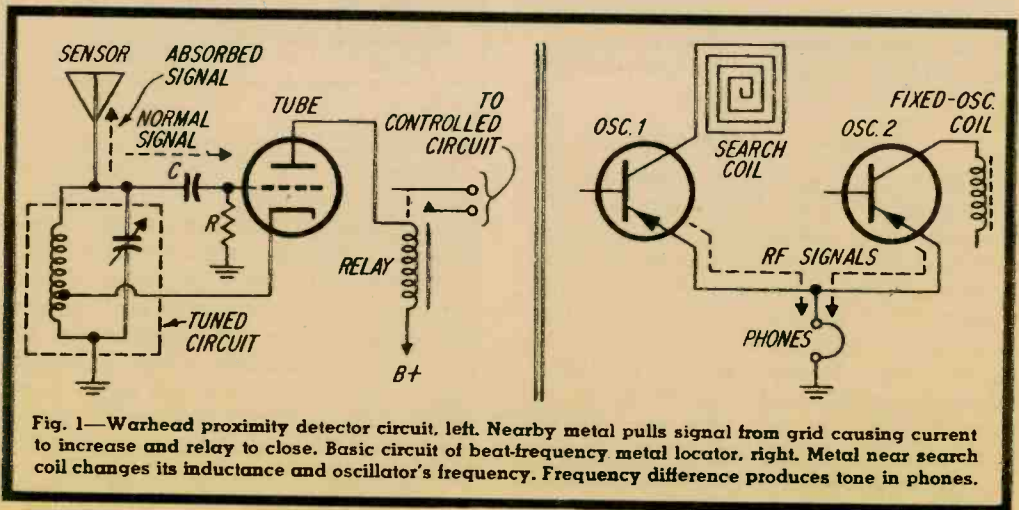 SENSOR
ABSORBED
SIGNAL
NORMAL
SIGNAL
TUBE
TO
CONTROLLED
CIRCUIT
C
R
RELAY
TUNED
CIRCUIT
B+
OSC. 1
SEARCH
COIL
OSC. 2
FIXED-OSC.
COIL
RF SIGNALS
PHONES
Fig. 1—Warhead proximity detector circuit, left. Nearby metal pulls signal from grid causing current
to increase and relay to close. Basic circuit of beat-frequency metal locator, right. Metal near search
coil changes its inductance and oscillator's frequency. Frequency difference produces tone in phones.